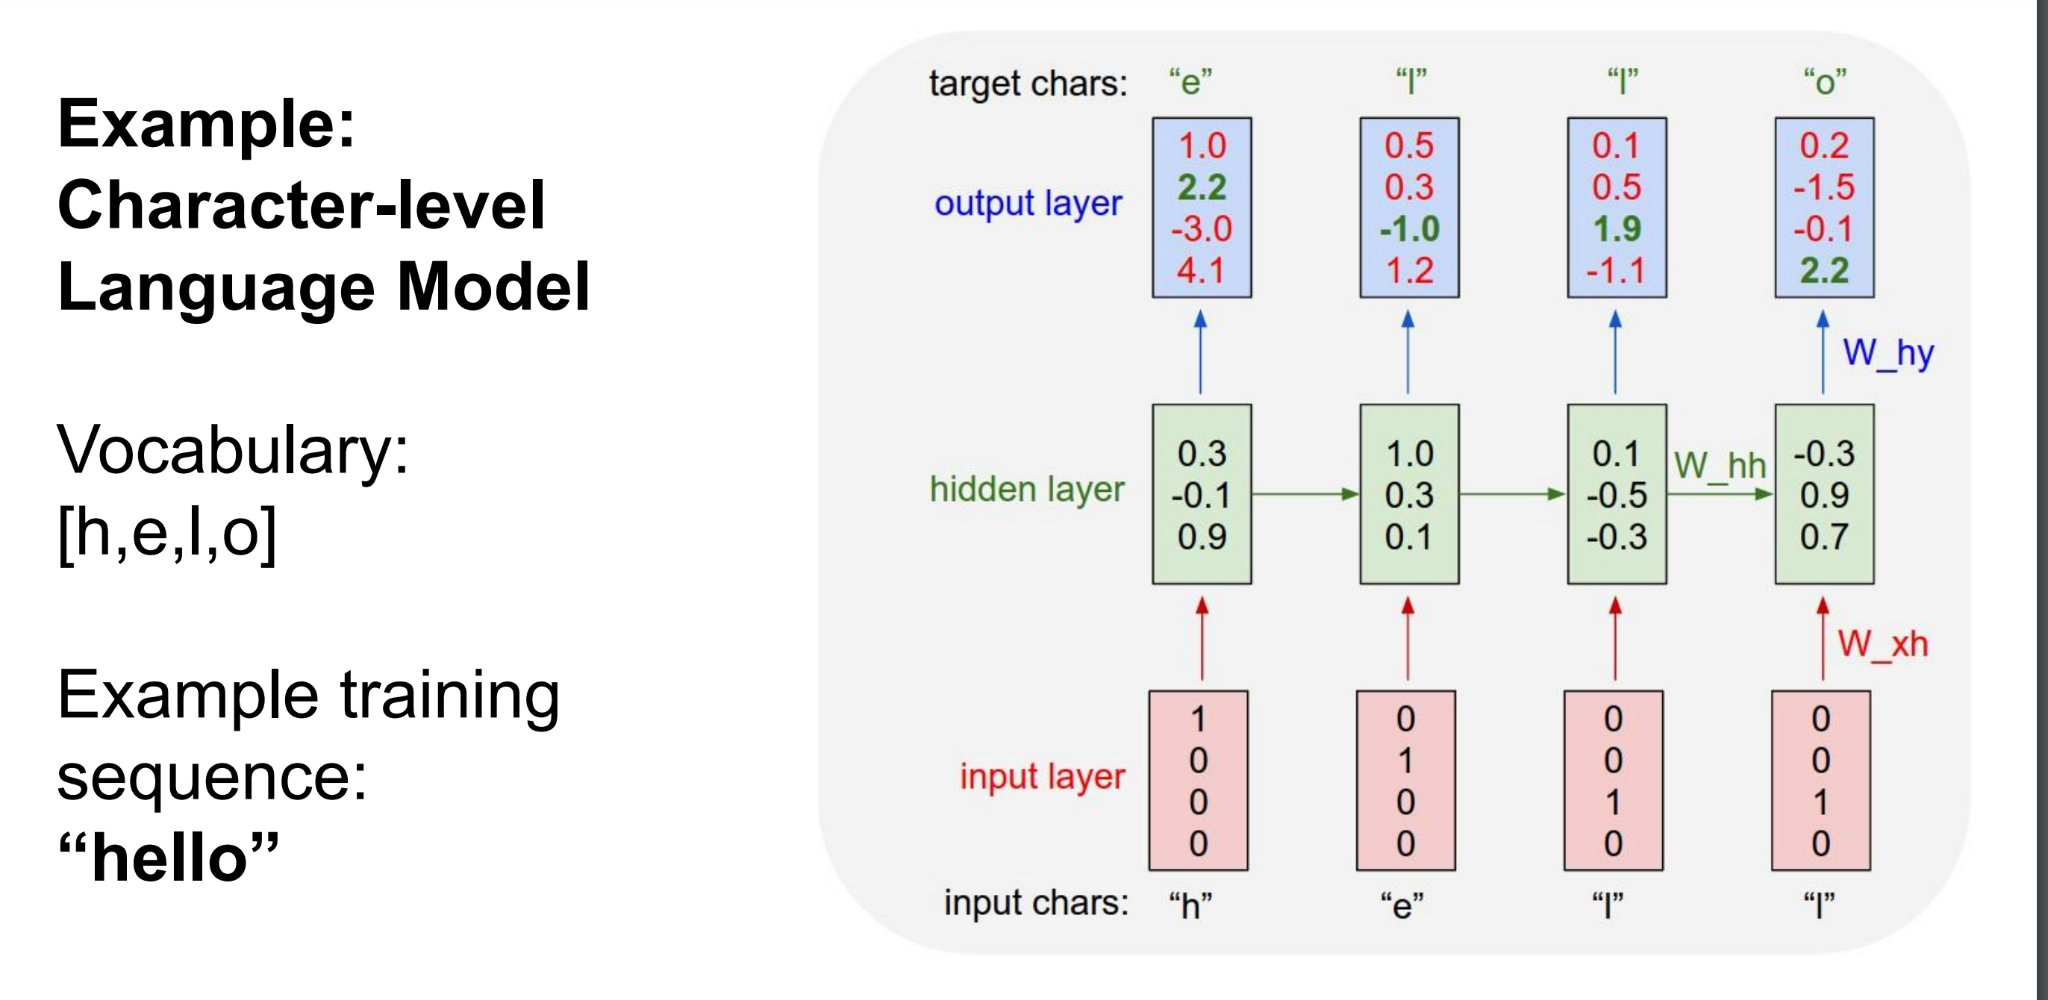 Example:
Character-level
Language Model
Vocabulary:
[h,e,l,o]
Example training
sequence:
“hello”
target chars: “e” “l” “l” “o”
output layer
1.0 0.5 0.1 0.2
2.2 0.3 0.5 -1.5
-3.0 -1.0 1.9 -0.1
4.1 1.2 -1.1 2.2
W_hy
hidden layer
0.3 1.0 0.1 -0.3
-0.1 0.3 -0.5 0.9
0.9 0.1 -0.3 0.7
W_hh
W_xh
input layer
1 0 0 0
0 1 0 0
0 0 1 1
0 0 0 0
input chars: “h” “e” “l” “l”